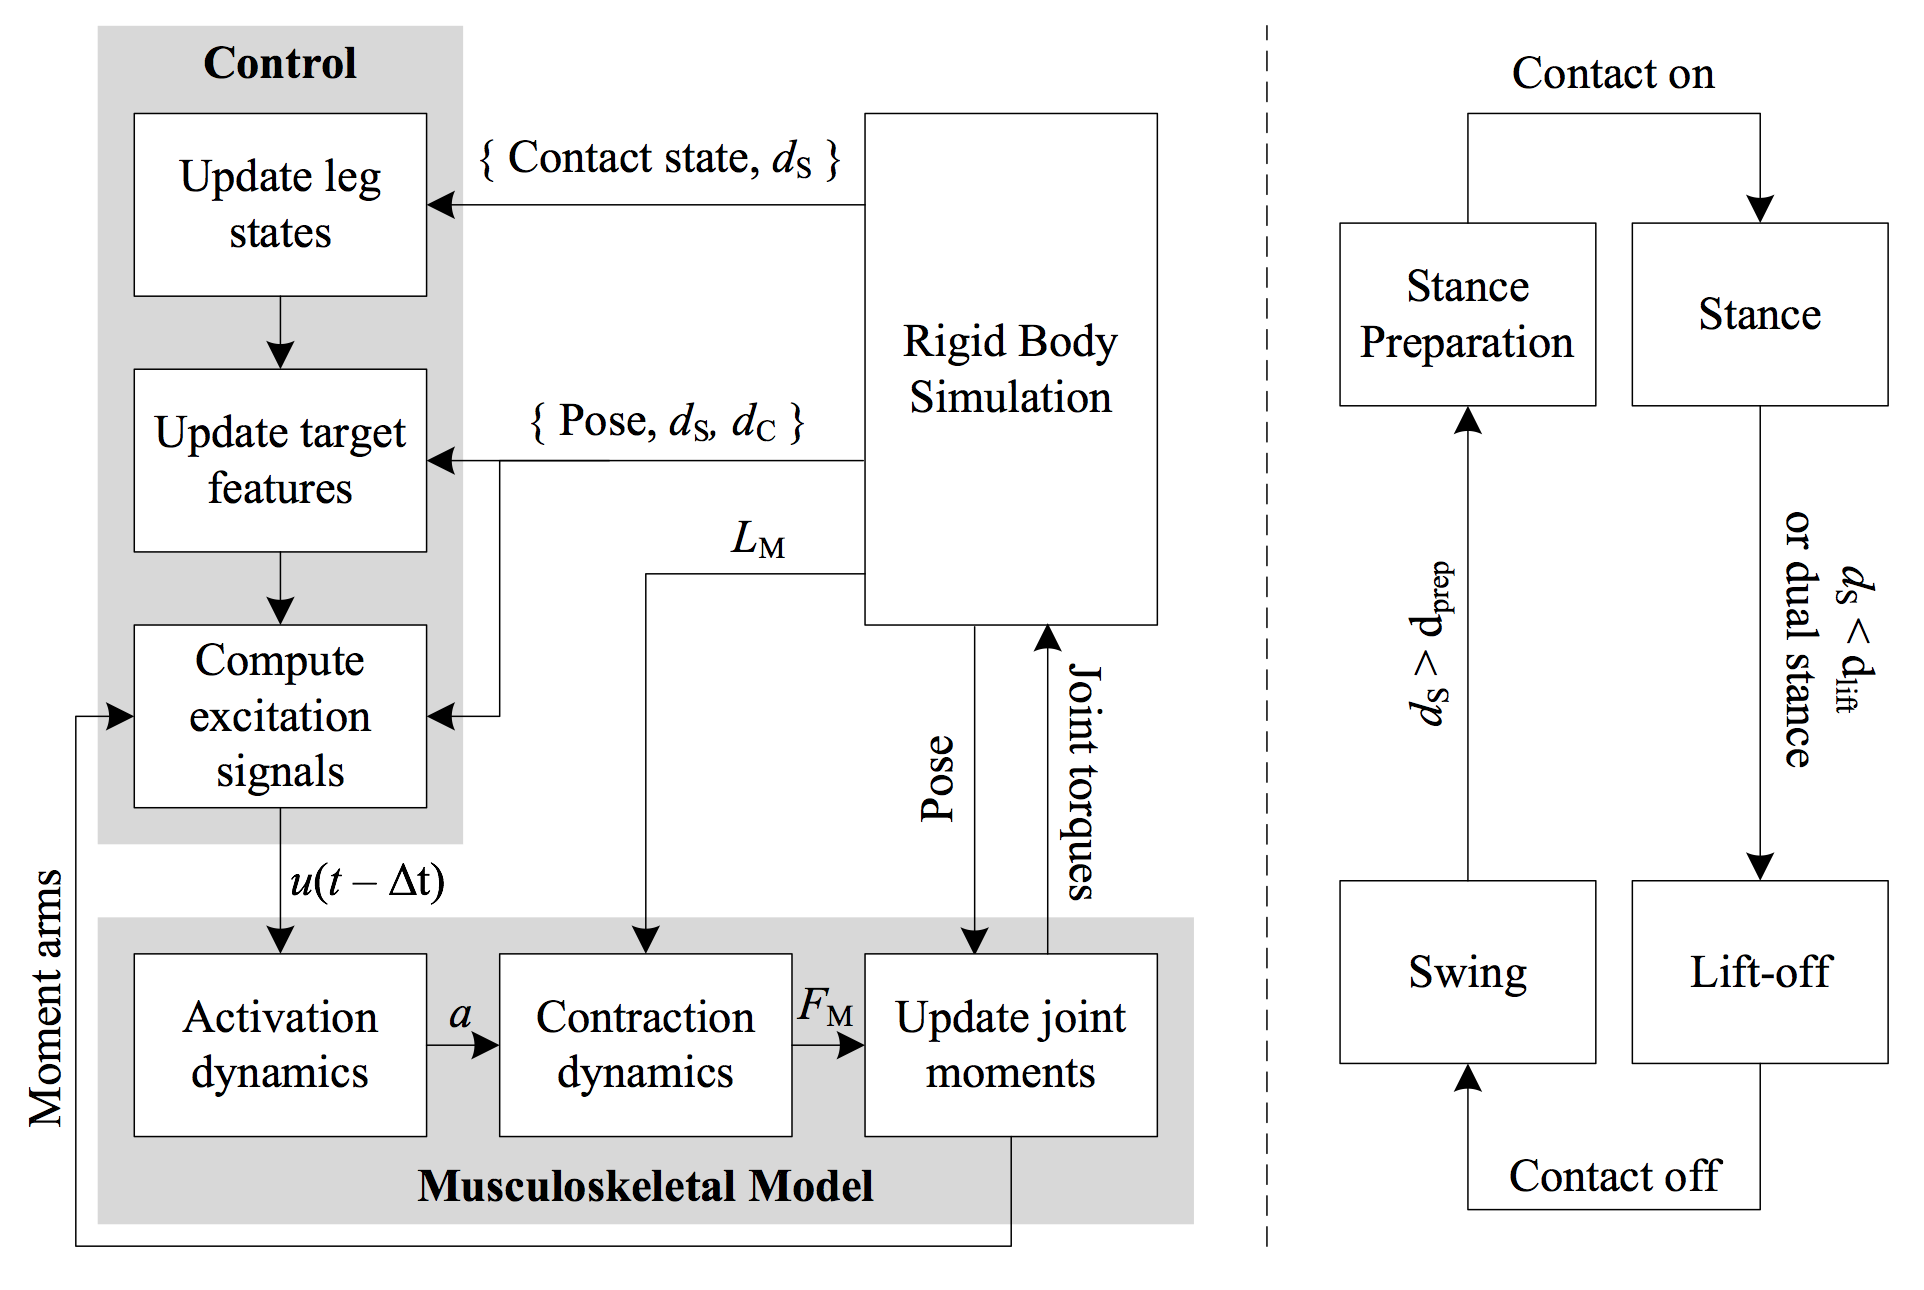 Control
Update leg
states
{ Contact state, dS }
Update target
features
{ Pose, dS, dC }
Rigid Body
Simulation
LM
Compute
excitation
signals
Pose
Joint torques
u(t – Δt)
Moment arms
Activation
dynamics
a
Contraction
dynamics
FM
Update joint
moments
Musculoskeletal Model
Contact on
Stance
Preparation
Stance
dS > dprep
dS < dlift
or dual stance
Swing
Lift-off
Contact off